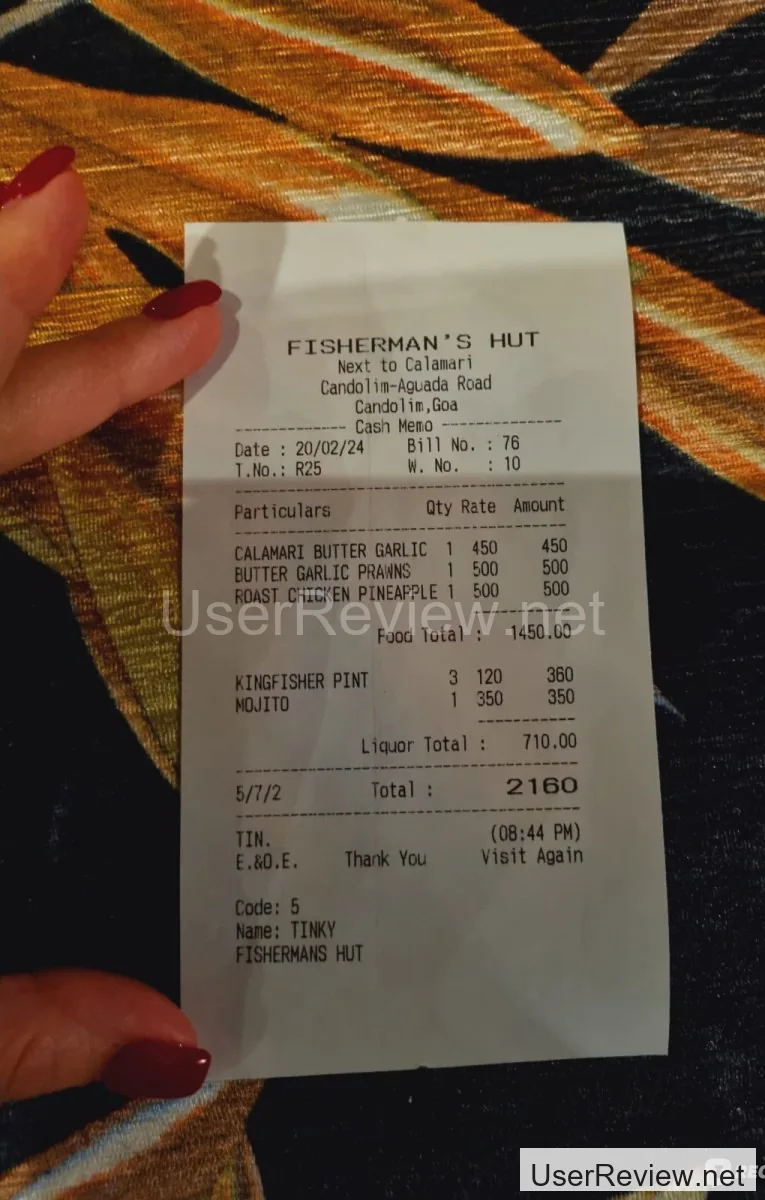 FISHERMAN'S HUT
Next to Calamari
Candolim-Aguada Road
Candolim,Goa
------------- Cash Memo --------------
Date : 20/02/24 Bill No. : 76
T.No.: R25 W. No. : 10
Particulars Qty Rate Amount
CALAMARI BUTTER GARLIC 1 450 450
BUTTER GARLIC PRAWNS 1 500 500
ROAST CHICKEN PINEAPPLE 1 500 500
UserReview.net
Food Total : 1450.00
KINGFISHER PINT 3 120 360
MOJITO 1 350 350
Liquor Total : 710.00
5/7/2 Total : 2160
TIN. (08:44 PM)
E.&O.E. Thank You Visit Again
Code: 5
Name: TINKY
FISHERMANS HUT
UserReview.net